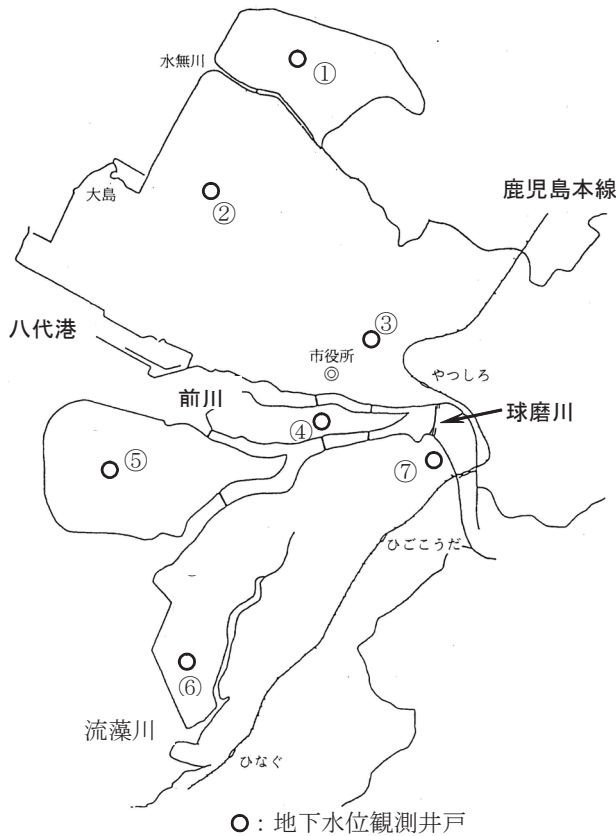 ①
水無川
大島
②
鹿児島本線
③
八代港
市役所
やつしろ
前川
球磨川
④
⑤
⑦
ひごこうだ
⑥
流藻川
ひなぐ
○：地下水位観測井戸